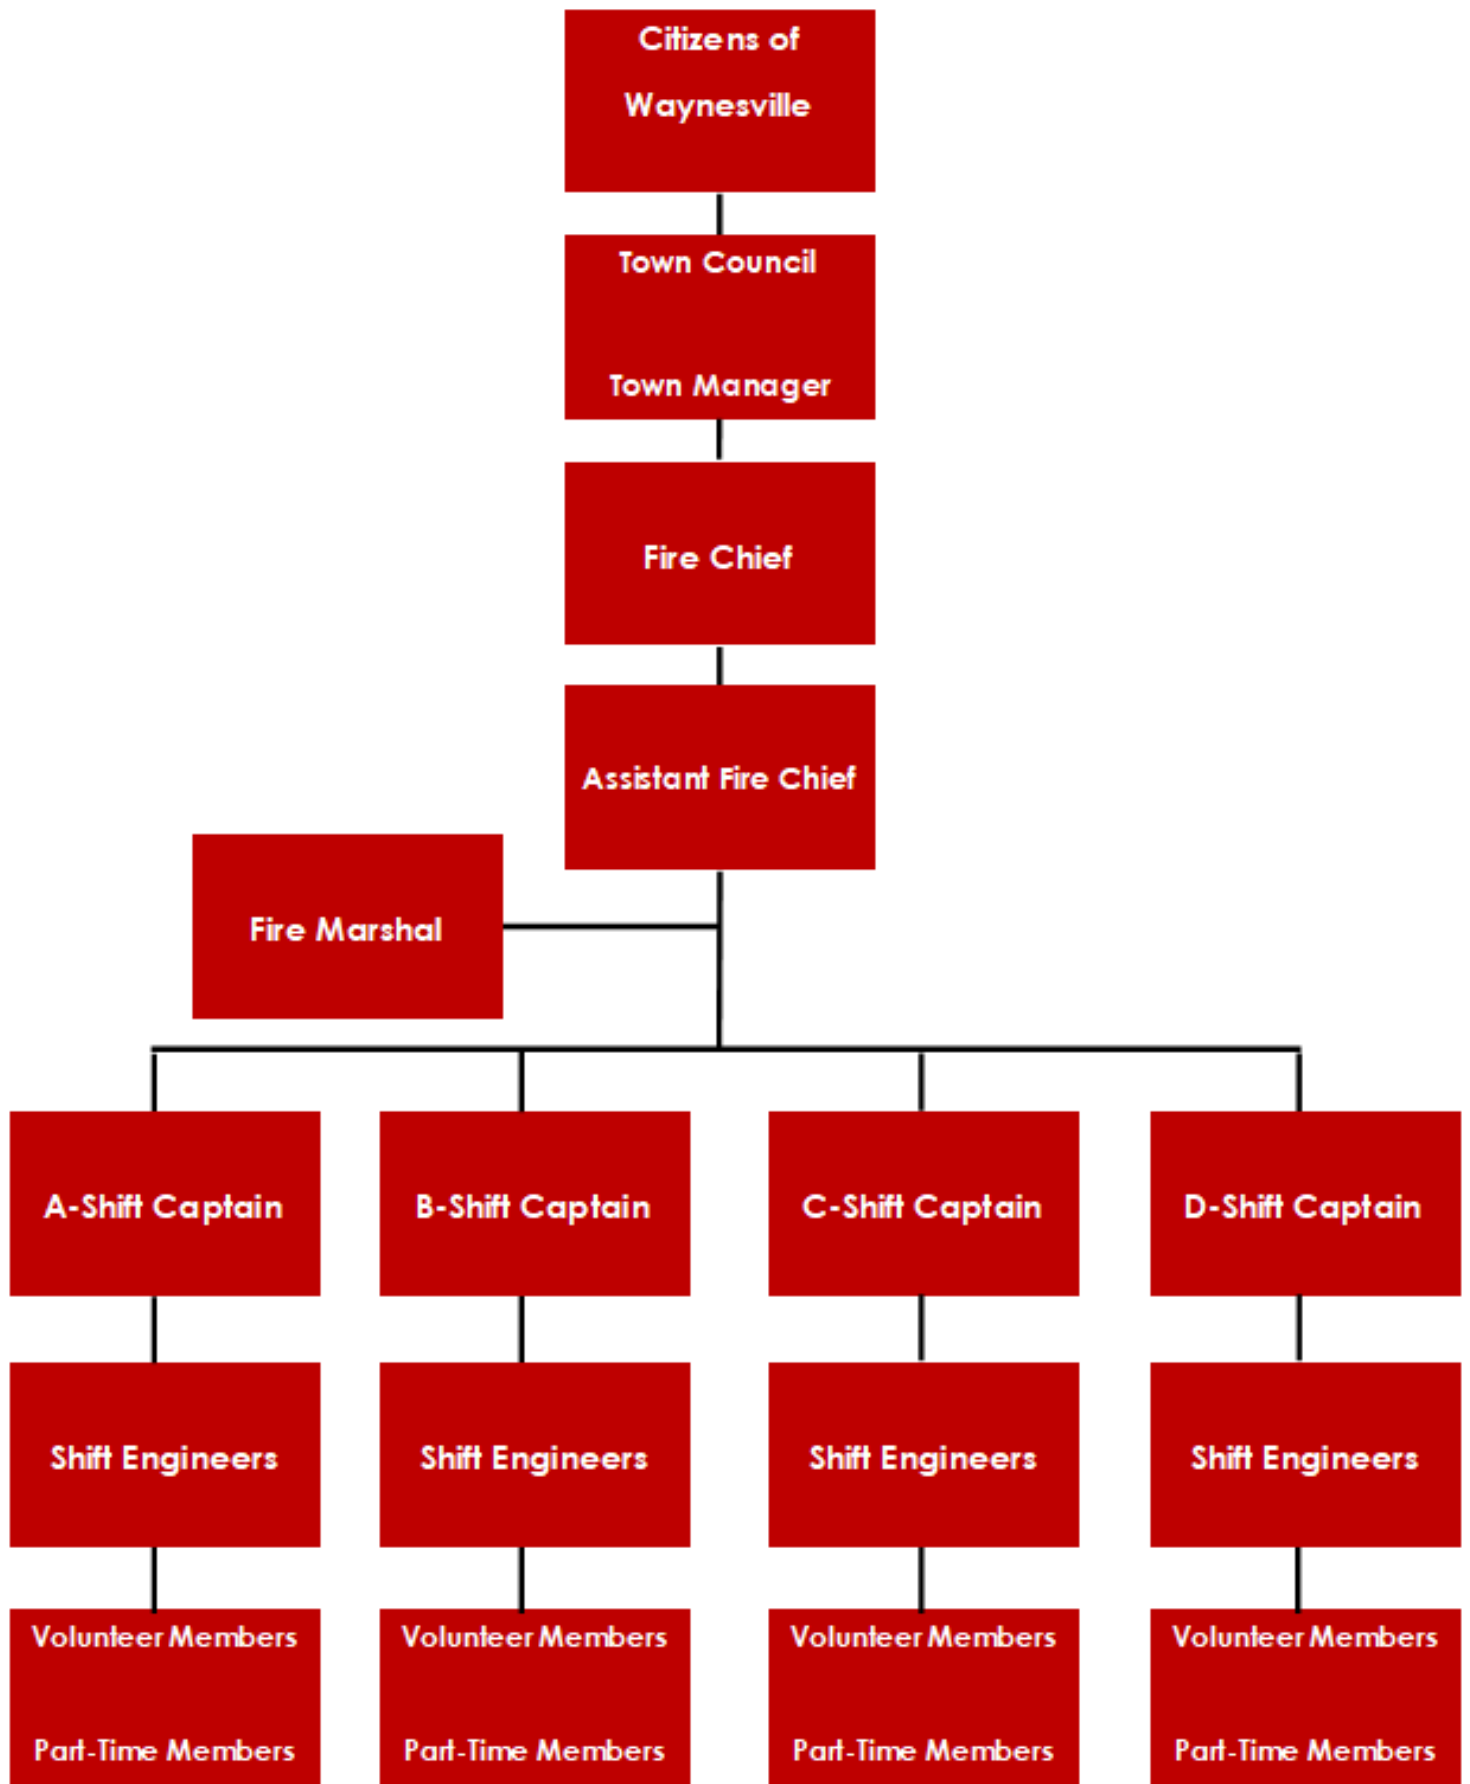 Citizens of
Waynesville
Town Council
Town Manager
Fire Chief
Assistant Fire Chief
Fire Marshal
A-Shift Captain
B-Shift Captain
C-Shift Captain
D-Shift Captain
Shift Engineers
Shift Engineers
Shift Engineers
Shift Engineers
Volunteer Members
Part-Time Members
Volunteer Members
Part-Time Members
Volunteer Members
Part-Time Members
Volunteer Members
Part-Time Members